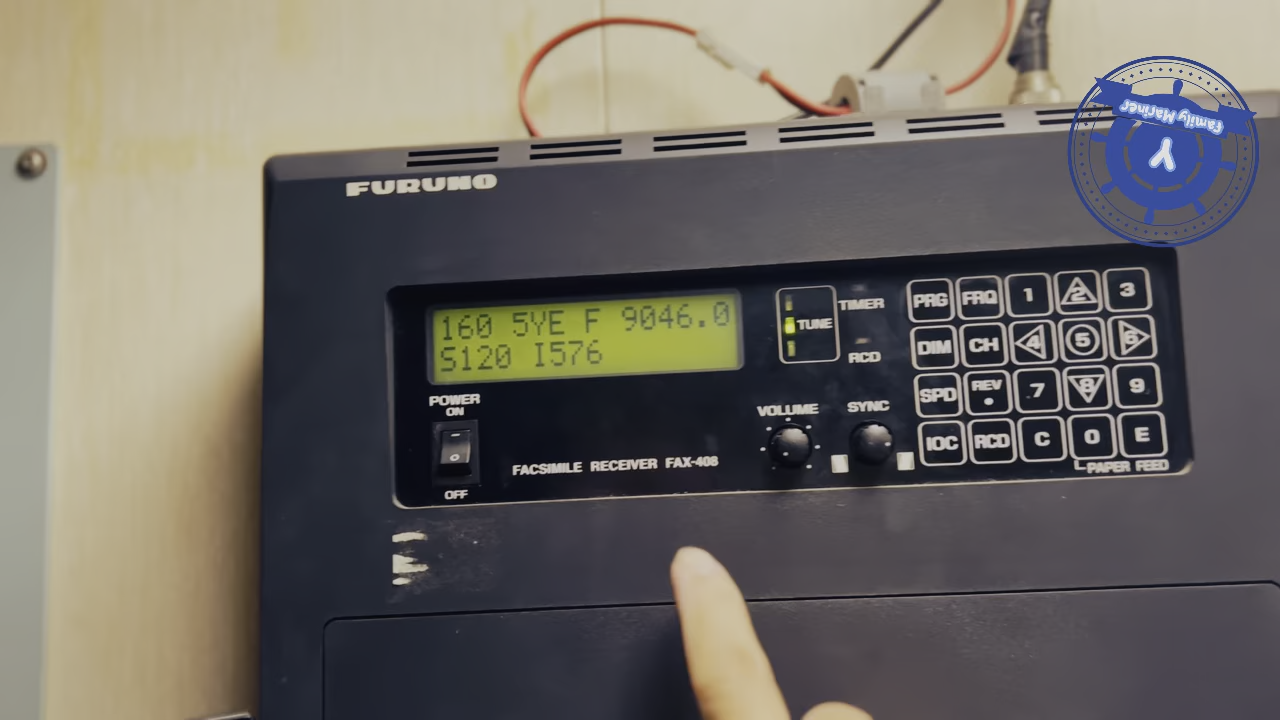 FURUNO
160 5YE F 9046.0
S120 I576
POWER
ON
OFF
FACSIMILE RECEIVER FAX-408
TIMER
TUNE
RCD
VOLUME
SYNC
PRG FRQ 1 2 3
DIM CH 4 5 6
SPD REV 7 8 9
IOC RCD C 0 E
PAPER FEED
Family Mariner
Y